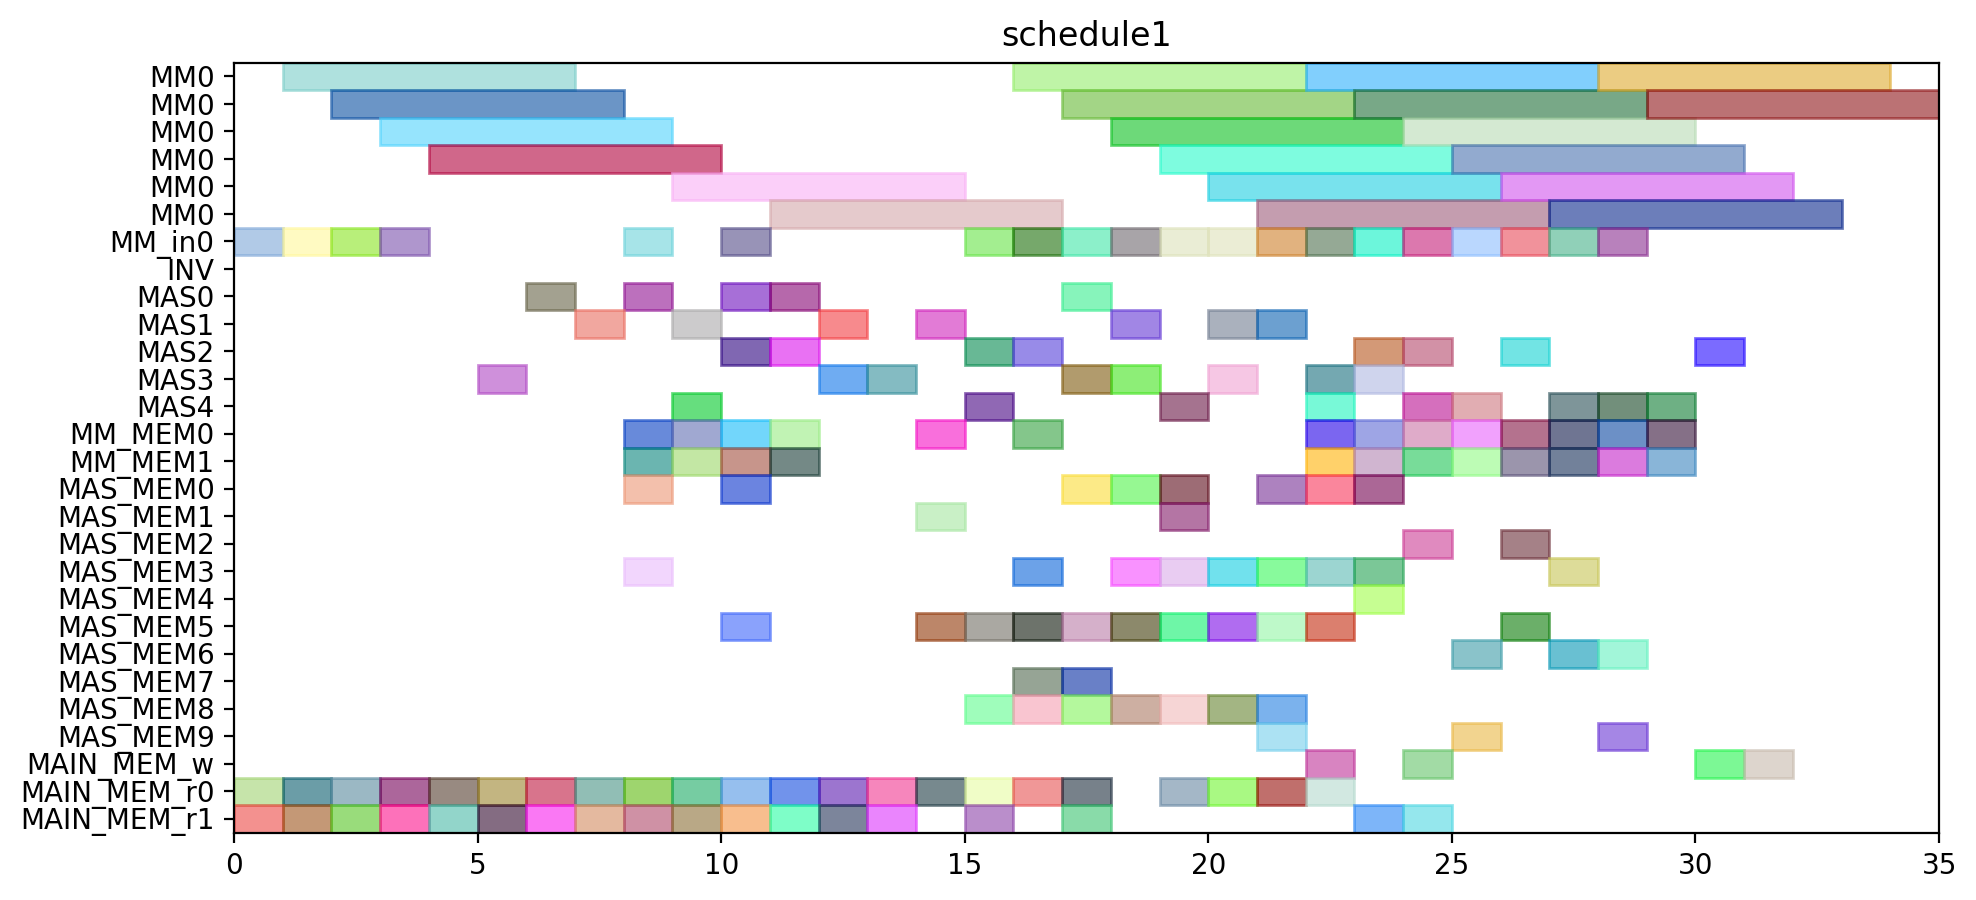 schedule1
MM0
MM0
MM0
MM0
MM0
MM0
MM_in0
INV
MAS0
MAS1
MAS2
MAS3
MAS4
MM_MEM0
MM_MEM1
MAS_MEM0
MAS_MEM1
MAS_MEM2
MAS_MEM3
MAS_MEM4
MAS_MEM5
MAS_MEM6
MAS_MEM7
MAS_MEM8
MAS_MEM9
MAIN_MEM_w
MAIN_MEM_r0
MAIN_MEM_r1
0 5 10 15 20 25 30 35